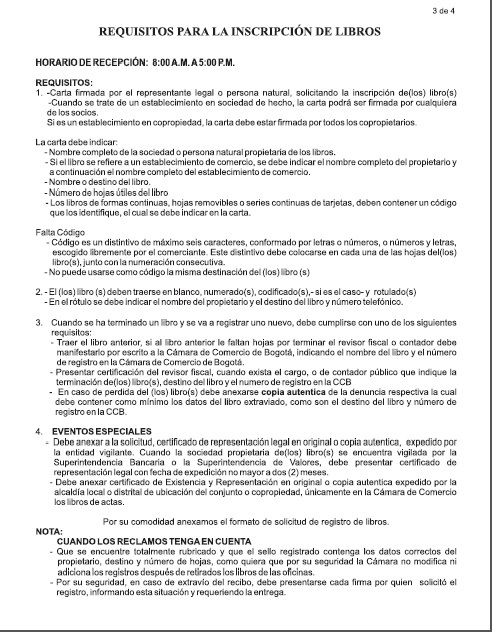 3 de 4
REQUISITOS PARA LA INSCRIPCIÓN DE LIBROS
HORARIO DE RECEPCIÓN: 8:00 A.M. A 5:00 P.M.
REQUISITOS:
1. -Carta firmada por el representante legal o persona natural, solicitando la inscripción de(los) libro(s)
-Cuando se trate de un establecimiento en sociedad de hecho, la carta podrá ser firmada por cualquiera
de los socios.
Si es un establecimiento en copropiedad, la carta debe estar firmada por todos los copropietarios.
La carta debe indicar:
- Nombre completo de la sociedad o persona natural propietaria de los libros.
- Si el libro se refiere a un establecimiento de comercio, se debe indicar el nombre completo del propietario y
a continuación el nombre completo del establecimiento de comercio.
- Nombre o destino del libro.
- Número de hojas útiles del libro
- Los libros de formas continues, hojas removibles o series continues de tarjetas, deben contener un código
que los identifique, el cual se debe indicar en la carta.
Falta Código
- Código es un distintivo de máximo seis caracteres, conformado por letras o números, o números y letras,
escogido libremente por el comerciante. Este distintivo debe colocarse en cada una de las hojas del(los)
libro(s), junto con la numeración consecutiva.
- No puede usarse como código la misma destinación del (los) libro (s)
2. - El (los) libro (s) deben traerse en blanco, numerado(s), codificado(s),- si es el caso- y rotulado(s)
- En el rótulo se debe indicar el nombre del propietario y el destino del libro y número telefónico.
3. Cuando se ha terminado un libro y se va a registrar uno nuevo, debe cumplirse con uno de los siguientes
requisitos:
- Traer el libro anterior, si al libro anterior le faltan hojas por terminar el revisor fiscal o contador debe
manifestarlo por escrito a la Cámara de Comercio de Bogotá, indicando el nombre del libro y el número
de registro en la Cámara de Comercio de Bogotá.
- Presentar certificación del revisor fiscal, cuando exista el cargo, o de contador público que indique la
terminación de(los) libro(s), destino del libro y el numero de registro en la CCB
- En caso de perdida del (los) libro(s) debe anexarse copia autentica de la denuncia respectiva la cual
debe contener como mínimo los datos del libro extraviado, como son el destino del libro y número de
registro en la CCB.
4. EVENTOS ESPECIALES
- Debe anexar a la solicitud, certificado de representación legal en original o copia autentica, expedido por
la entidad vigilante. Cuando la sociedad propietaria de(los) libro(s) se encuentra vigilada por la
Superintendencia Bancaria o la Superintendencia de Valores, debe presentar certificado de
representación legal con fecha de expedición no mayor a dos (2) meses.
- Debe anexar certificado de Existencia y Representación en original o copia autentica expedido por la
alcaldía local o distrital de ubicación del conjunto o copropiedad, únicamente en la Cámara de Comercio
los libros de actas.
Por su comodidad anexamos el formato de solicitud de registro de libros.
NOTA:
CUANDO LOS RECLAMOS TENGA EN CUENTA
- Que se encuentre totalmente rubricado y que el sello registrado contenga los datos correctos del
propietario, destino y número de hojas, como quiera que por su seguridad la Cámara no modifica ni
adiciona los registros después de retirados los libros de las oficinas.
- Por su seguridad, en caso de extravío del recibo, debe presentarse cada firma por quien solicitó el
registro, informando esta situación y requeriendo la entrega.